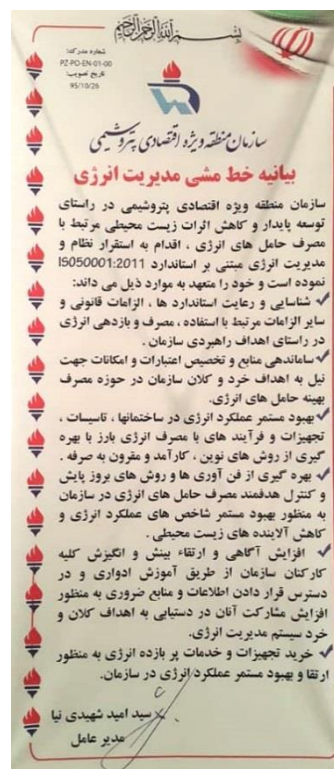 بسم الله الرحمن الرحیم
شماره مدرک:
PZ-PO-EN-01-00
تاریخ تصویب:
95/10/26
سازمان منطقه ویژه اقتصادی پتروشیمی
بیانیه خط مشی مدیریت انرژی
سازمان منطقه ویژه اقتصادی پتروشیمی در راستای
توسعه پایدار و کاهش اثرات زیست محیطی مرتبط با
مصرف حامل های انرژی ، اقدام به استقرار نظام و
مدیریت انرژی مبتنی بر استاندارد ISO50001:2011
نموده است و خود را متعهد به موارد ذیل می داند:
✓ شناسایی و رعایت استاندارد ها ، الزامات قانونی و
سایر الزامات مرتبط با استفاده ، مصرف و بازدهی انرژی
در راستای اهداف راهبردی سازمان .
✓ ساماندهی منابع و تخصیص اعتبارات و امکانات جهت
نیل به اهداف خرد و کلان سازمان در حوزه مصرف
بهینه حامل های انرژی.
✓ بهبود مستمر عملکرد انرژی در ساختمانها ، تاسیسات ،
تجهیزات و فرآیند های با مصرف انرژی بارز با بهره
گیری از روش های نوین ، کارآمد و مقرون به صرفه .
✓ بهره گیری از فن آوری ها و روش های بروز پایش
و کنترل هدفمند مصرف حامل های انرژی در سازمان
به منظور بهبود مستمر شاخص های عملکرد انرژی و
کاهش آلاینده های زیست محیطی .
✓ افزایش آگاهی و ارتقاء بینش و انگیزش کلیه
کارکنان سازمان از طریق آموزش ادواری و در
دسترس قرار دادن اطلاعات و منابع ضروری به منظور
افزایش مشارکت آنان در دستیابی به اهداف کلان و
خرد سیستم مدیریت انرژی.
✓ خرید تجهیزات و خدمات پر بازده انرژی به منظور
ارتقا و بهبود مستمر عملکرد انرژی در سازمان.
سید امید شهیدی نیا
مدیر عامل